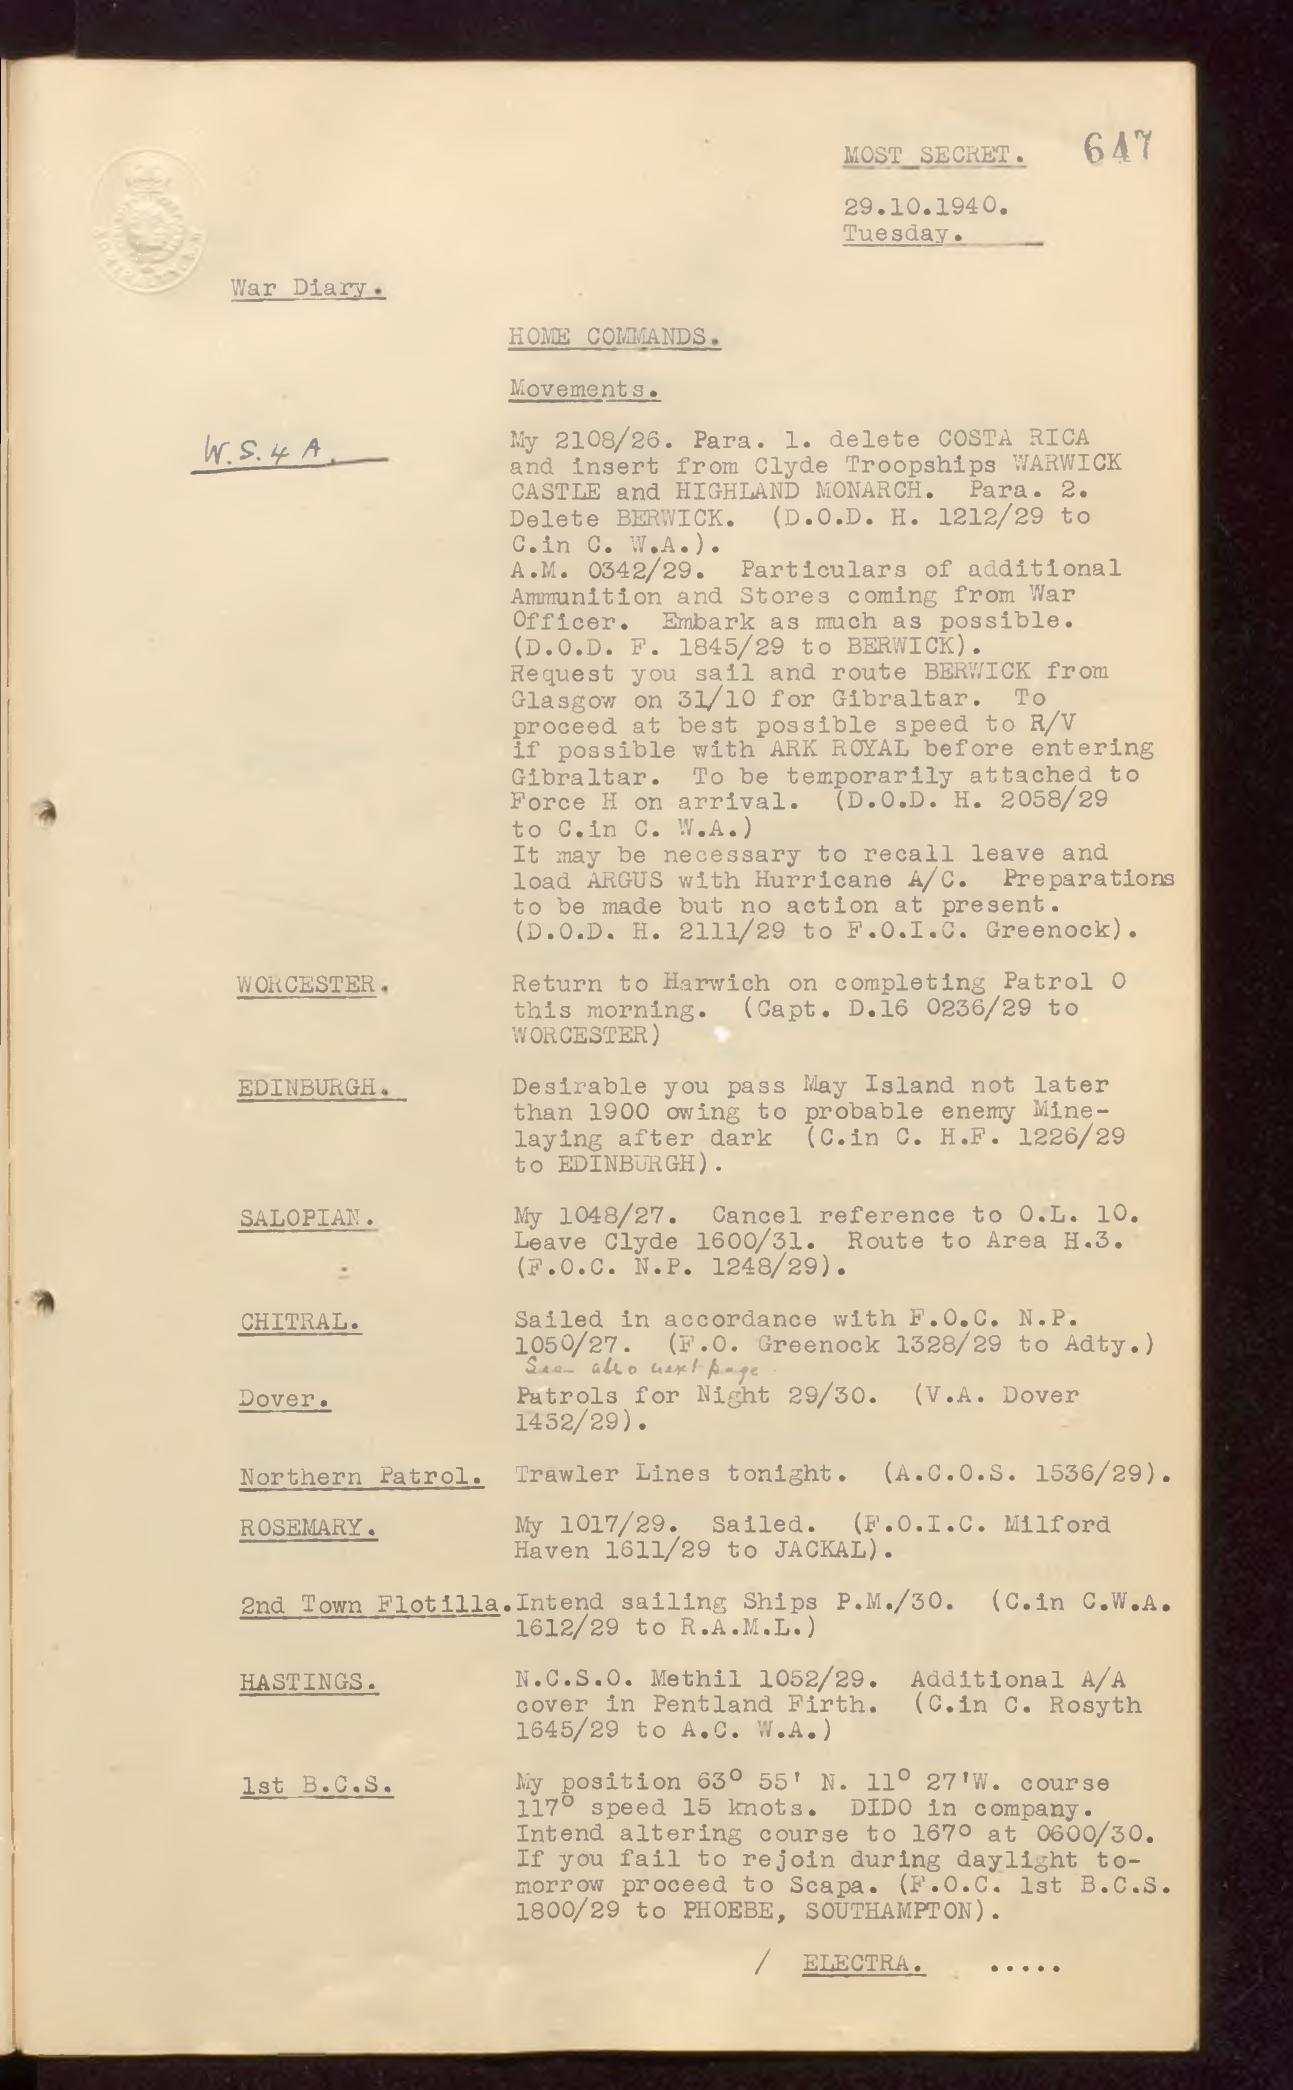 MOST SECRET. 647
29.10.1940.
Tuesday.
War Diary.
HOME COMMANDS.
Movements.
W.S.4 A.
My 2108/26. Para. 1. delete COSTA RICA
and insert from Clyde Troopships WARWICK
CASTLE and HIGHLAND MONARCH. Para. 2.
Delete BERWICK. (D.O.D. H. 1212/29 to
C.in C. W.A.).
A.M. 0342/29. Particulars of additional
Ammunition and Stores coming from War
Officer. Embark as much as possible.
(D.O.D. F. 1845/29 to BERWICK).
Request you sail and route BERWICK from
Glasgow on 31/10 for Gibraltar. To
proceed at best possible speed to R/V
if possible with ARK ROYAL before entering
Gibraltar. To be temporarily attached to
Force H on arrival. (D.O.D. H. 2058/29
to C.in C. W.A.)
It may be necessary to recall leave and
load ARGUS with Hurricane A/C. Preparations
to be made but no action at present.
(D.O.D. H. 2111/29 to F.O.I.C. Greenock).
WORCESTER. Return to Harwich on completing Patrol O
this morning. (Capt. D.16 0236/29 to
WORCESTER)
EDINBURGH. Desirable you pass May Island not later
than 1900 owing to probable enemy Mine-
laying after dark (C.in C. H.F. 1226/29
to EDINBURGH).
SALOPIAN. My 1048/27. Cancel reference to O.L. 10.
Leave Clyde 1600/31. Route to Area H.3.
(F.O.C. N.P. 1248/29).
CHITRAL. Sailed in accordance with F.O.C. N.P.
1050/27. (F.O. Greenock 1328/29 to Adty.)
See also next page
Dover. Patrols for Night 29/30. (V.A. Dover
1452/29).
Northern Patrol. Trawler Lines tonight. (A.C.O.S. 1536/29).
ROSEMARY. My 1017/29. Sailed. (F.O.I.C. Milford
Haven 1611/29 to JACKAL).
2nd Town Flotilla. Intend sailing Ships P.M./30. (C.in C.W.A.
1612/29 to R.A.M.L.)
HASTINGS. N.C.S.O. Methil 1052/29. Additional A/A
cover in Pentland Firth. (C.in C. Rosyth
1645/29 to A.C. W.A.)
1st B.C.S. My position 63° 55' N. 11° 27'W. course
117° speed 15 knots. DIDO in company.
Intend altering course to 167° at 0600/30.
If you fail to rejoin during daylight to-
morrow proceed to Scapa. (F.O.C. 1st B.C.S.
1800/29 to PHOEBE, SOUTHAMPTON).
/ ELECTRA. .....